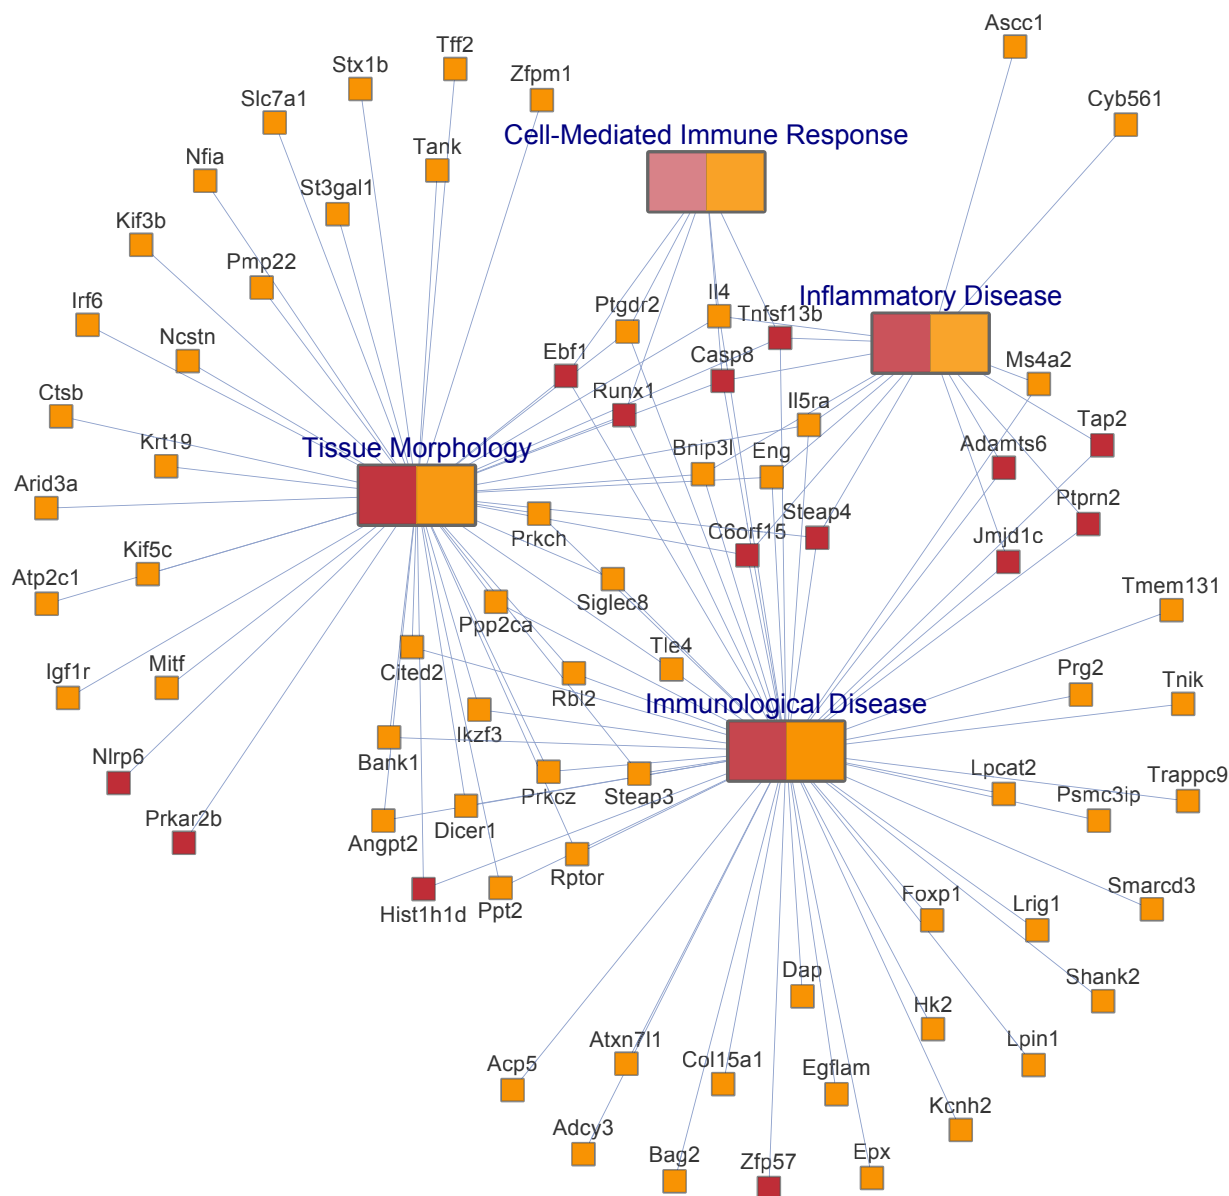 Ascc1
Tff2
Stx1b
Zfpm1
Slc7a1
Cyb561
Cell-Mediated Immune Response
Tank
Nfia
St3gal1
Kif3b
Pmp22
Irf6
Ptgdr2
Il4
Inflammatory Disease
Tnfsf13b
Ncstn
Ebf1
Casp8
Ms4a2
Ctsb
Runx1
Il5ra
Tap2
Krt19
Tissue Morphology
Bnip3l
Eng
Adamts6
Arid3a
Steap4
Ptprn2
Prkch
C6orf15
Jmjd1c
Kif5c
Atp2c1
Siglec8
Tmem131
Ppp2ca
Tle4
Igf1r
Mitf
Cited2
Rbl2
Prg2
Tnik
Immunological Disease
Ikzf3
Nlrp6
Bank1
Lpcat2
Trappc9
Prkcz
Steap3
Psmc3ip
Prkar2b
Angpt2
Dicer1
Rptor
Smarcd3
Foxp1
Lrig1
Hist1h1d
Ppt2
Dap
Shank2
Hk2
Atxn7l1
Lpin1
Acp5
Col15a1
Egflam
Kcnh2
Adcy3
Bag2
Zfp57
Epx